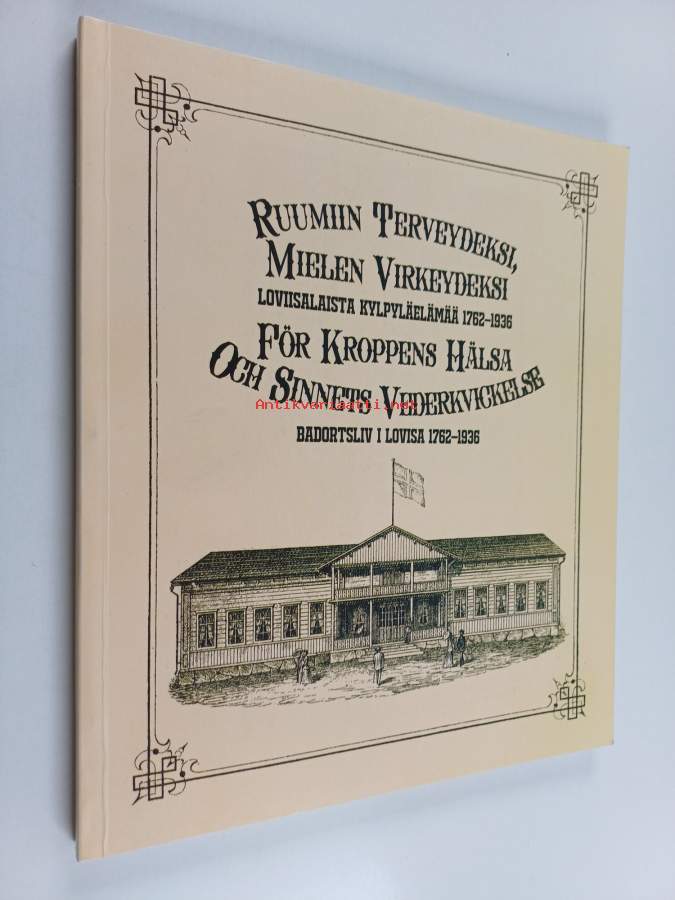 RUUMIIN TERVEYDEKSI,
MIELEN VIRKEYDEKSI
LOVIISALAISTA KYLPYLÄELÄMÄÄ 1762–1936
FÖR KROPPENS HÄLSA
OCH SINNETS VEDERKVICKELSE
Antikvariaatti.net
BADORTSLIV I LOVISA 1762–1936